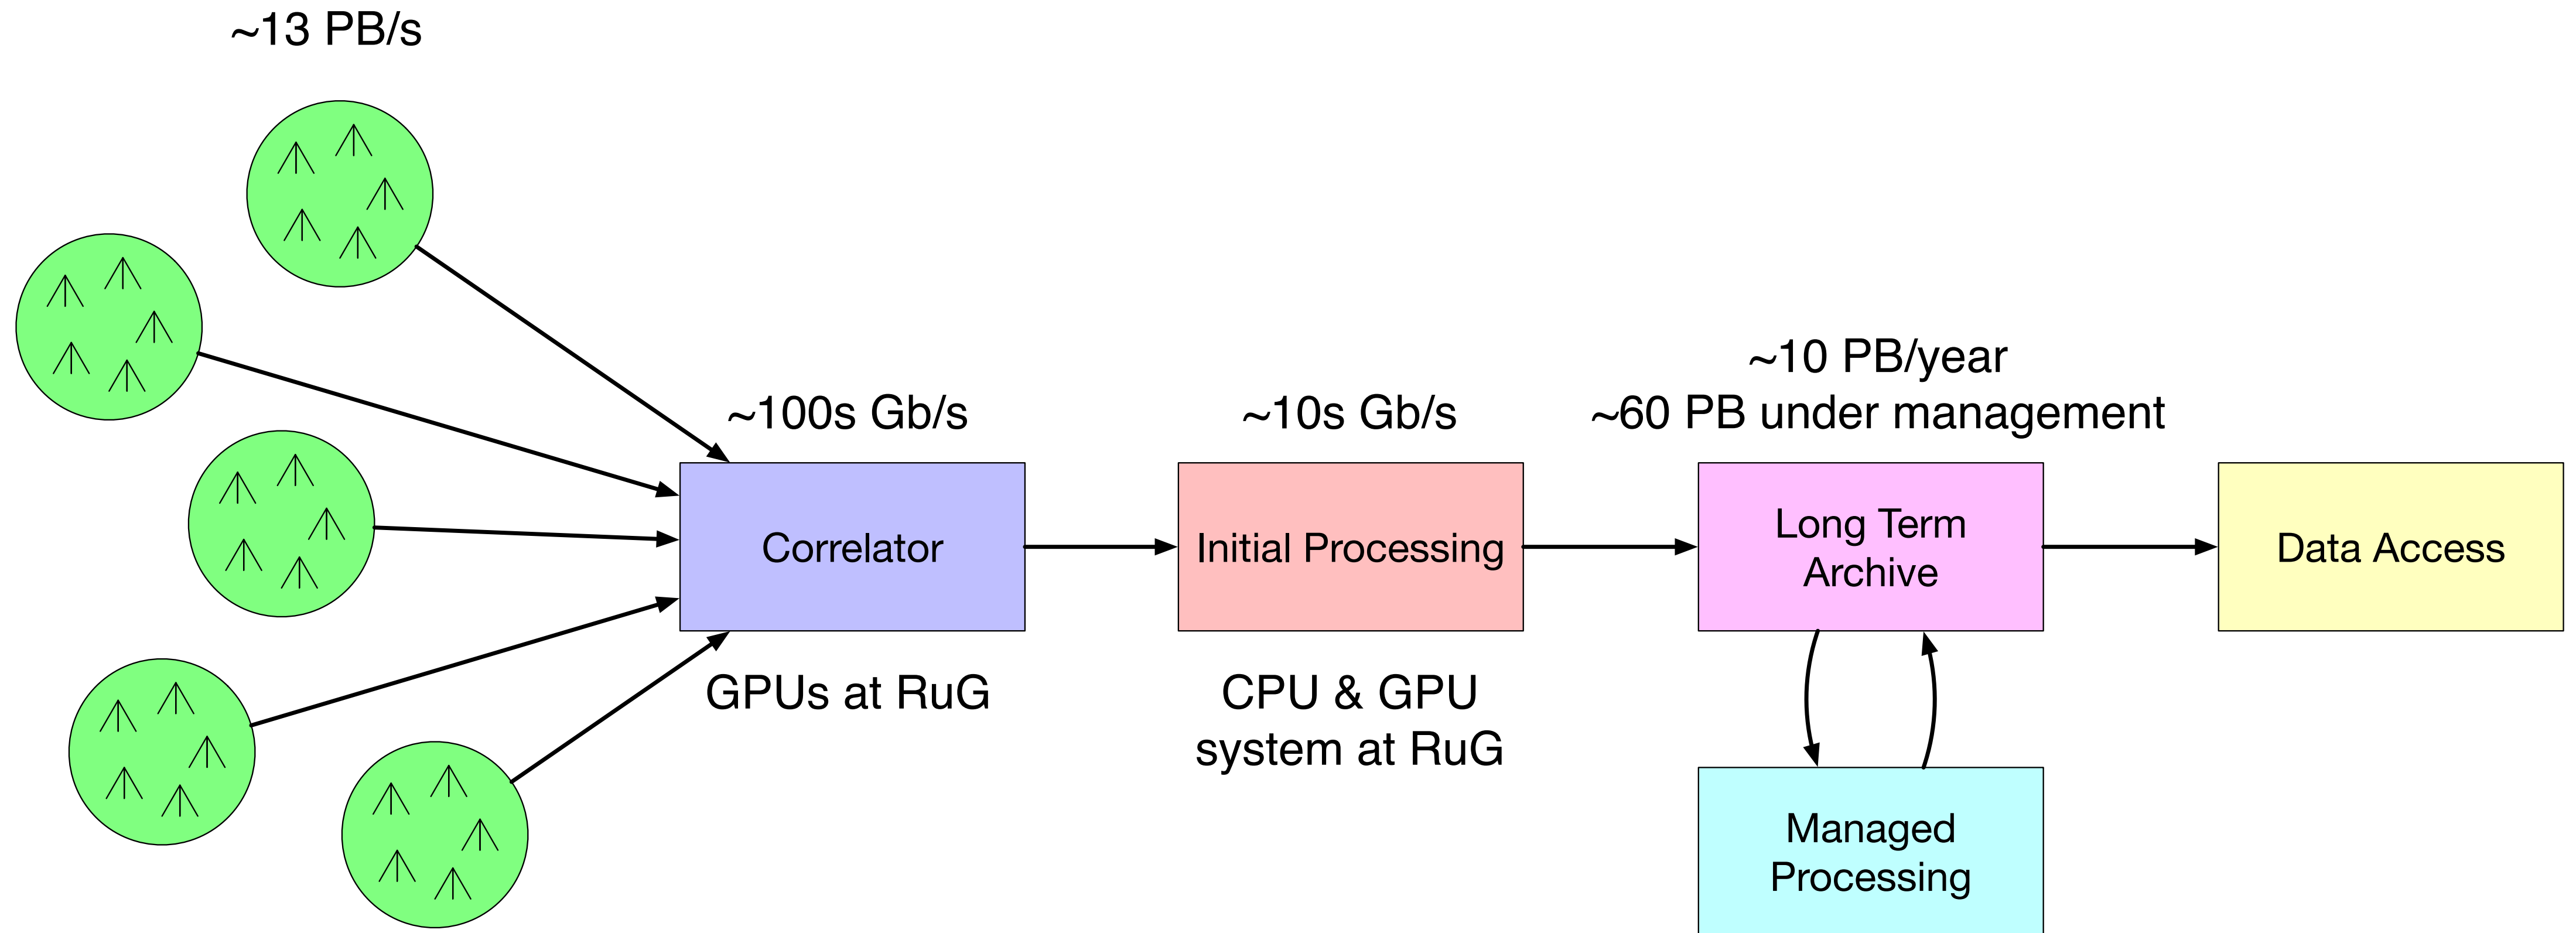 ~13 PB/s
~100s Gb/s
Correlator
GPUs at RuG
~10s Gb/s
Initial Processing
CPU & GPU
system at RuG
~10 PB/year
~60 PB under management
Long Term
Archive
Managed
Processing
Data Access